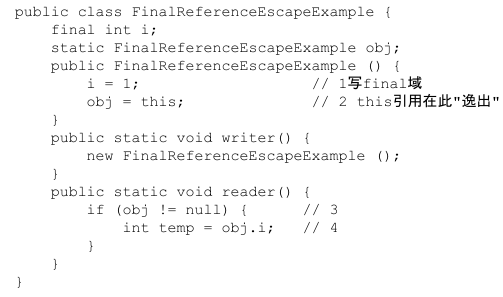 public class FinalReferenceEscapeExample {
    final int i;
    static FinalReferenceEscapeExample obj;
    public FinalReferenceEscapeExample () {
        i = 1;                    // 1写final域
        obj = this;               // 2 this引用在此"逸出"
    }
    public static void writer() {
        new FinalReferenceEscapeExample ();
    }
    public static void reader() {
        if (obj != null) {      // 3
            int temp = obj.i;   // 4
        }
    }
}